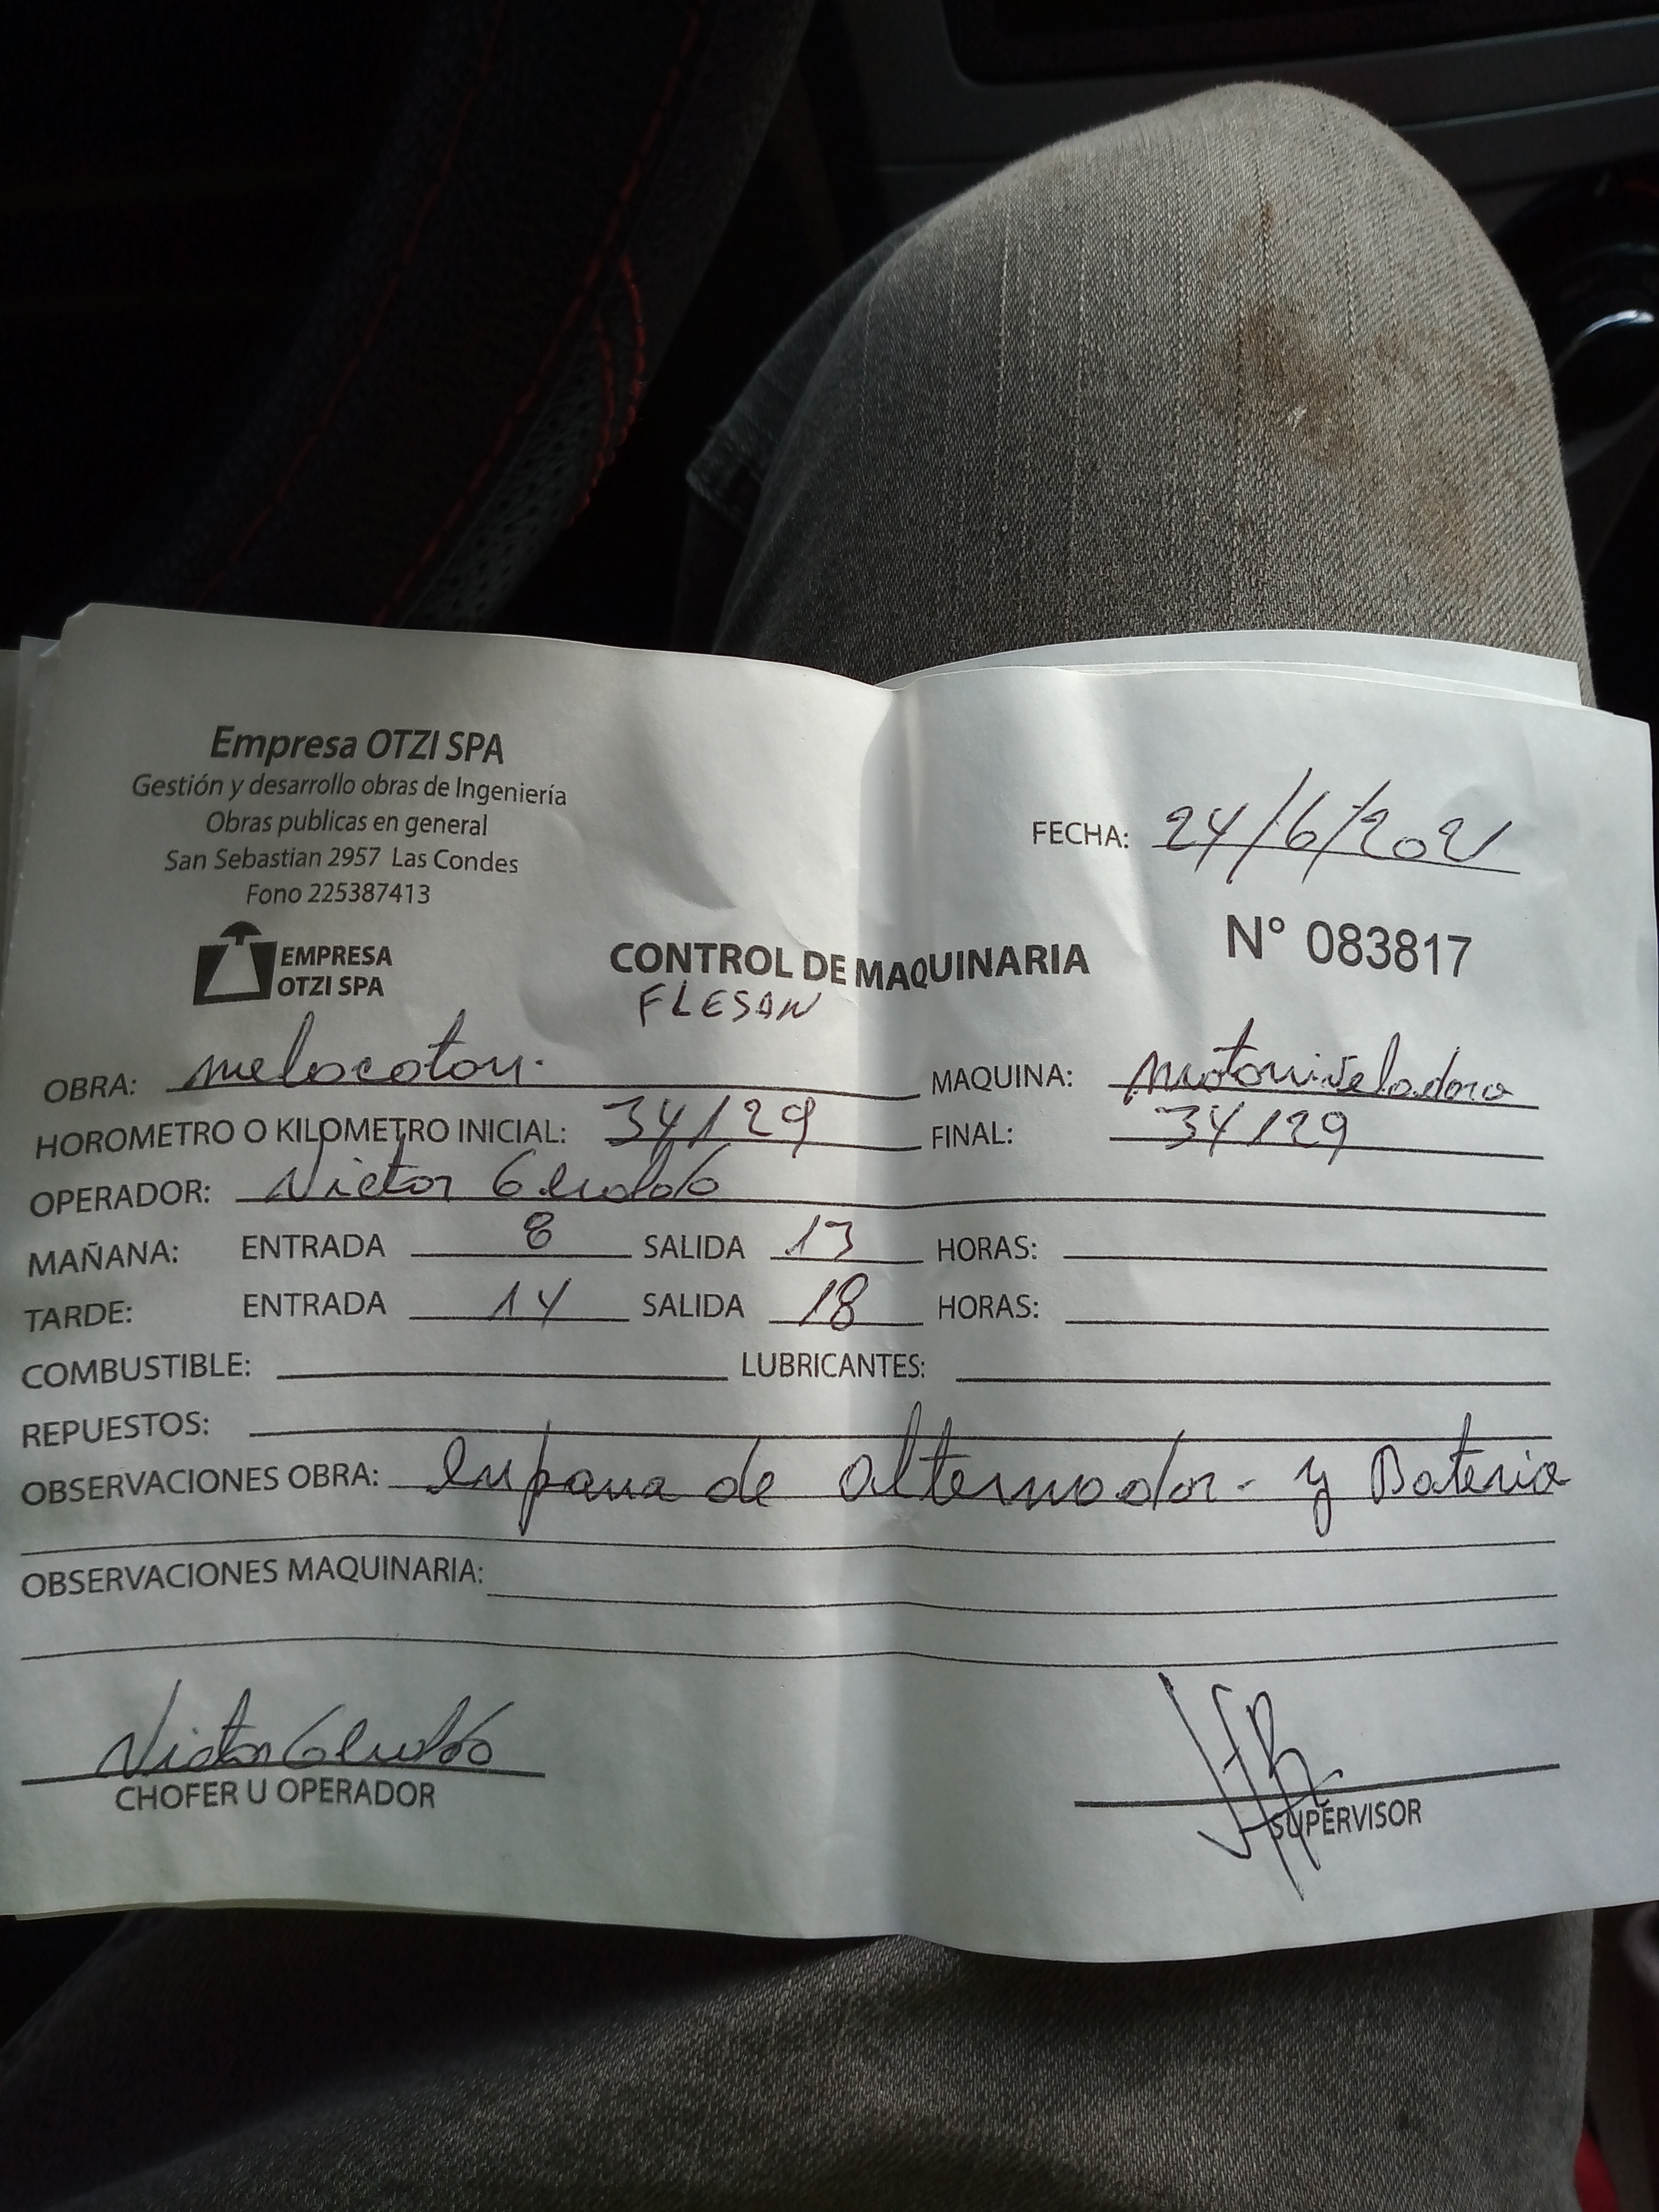 Empresa OTZI SPA
Gestión y desarrollo obras de Ingeniería
Obras publicas en general
San Sebastian 2957 Las Condes
Fono 225387413
FECHA: 24/6/2021
EMPRESA
OTZI SPA
CONTROL DE MAQUINARIA
N° 083817
FLESAN
OBRA: melocoton. MAQUINA: motoniveladora
HOROMETRO O KILOMETRO INICIAL: 34129 FINAL: 34129
OPERADOR: Victor
MAÑANA: ENTRADA 8 SALIDA 13 HORAS:
TARDE: ENTRADA 14 SALIDA 18 HORAS:
COMBUSTIBLE: LUBRICANTES:
REPUESTOS:
OBSERVACIONES OBRA: en pana de alternador. y Bateria
OBSERVACIONES MAQUINARIA:
Victor
CHOFER U OPERADOR
SUPERVISOR